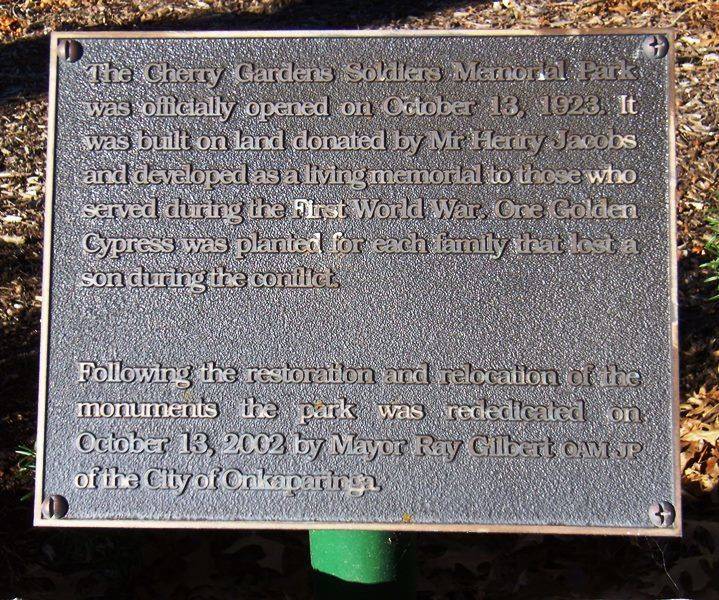 The Cherry Gardens Soldiers Memorial Park
was officially opened on October 13, 1923. It
was built on land donated by Mr Henry Jacobs
and developed as a living memorial to those who
served during the First World War. One Golden
Cypress was planted for each family that lost a
son during the conflict.
Following the restoration and relocation of the
monuments the park was rededicated on
October 13, 2002 by Mayor Ray Gilbert OAM JP
of the City of Onkaparinga.